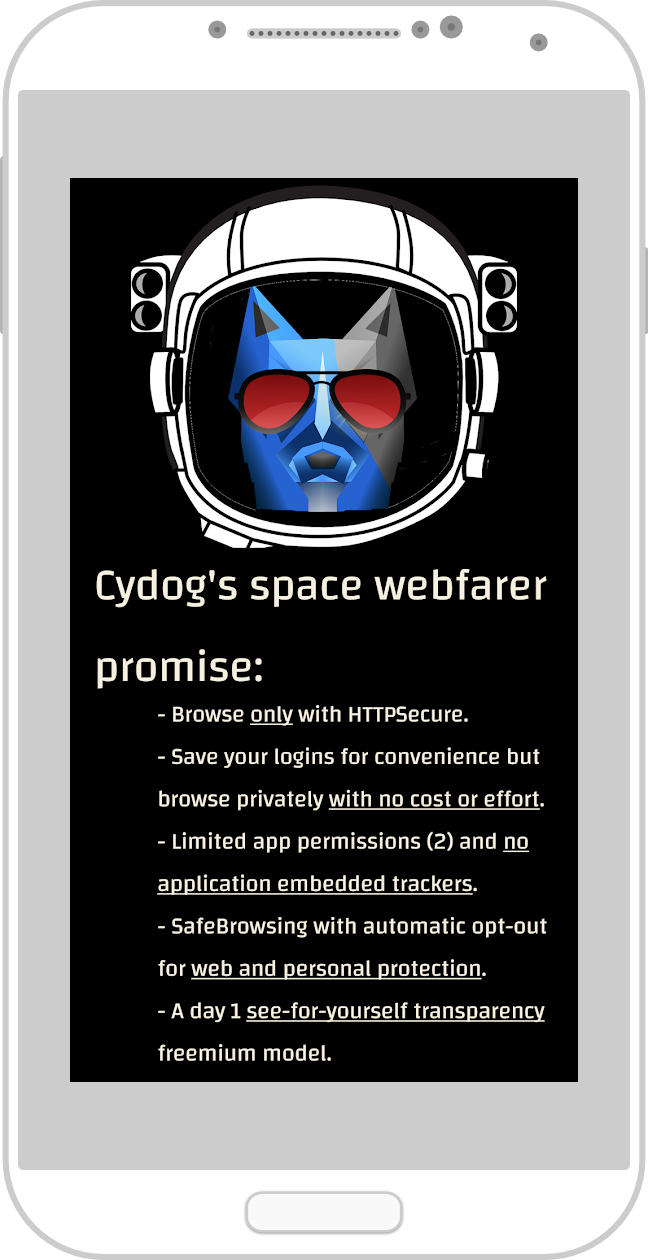 Cydog's space webfarer
promise:
- Browse only with HTTPSecure.
- Save your logins for convenience but
browse privately with no cost or effort.
- Limited app permissions (2) and no
application embedded trackers.
- SafeBrowsing with automatic opt-out
for web and personal protection.
- A day 1 see-for-yourself transparency
freemium model.